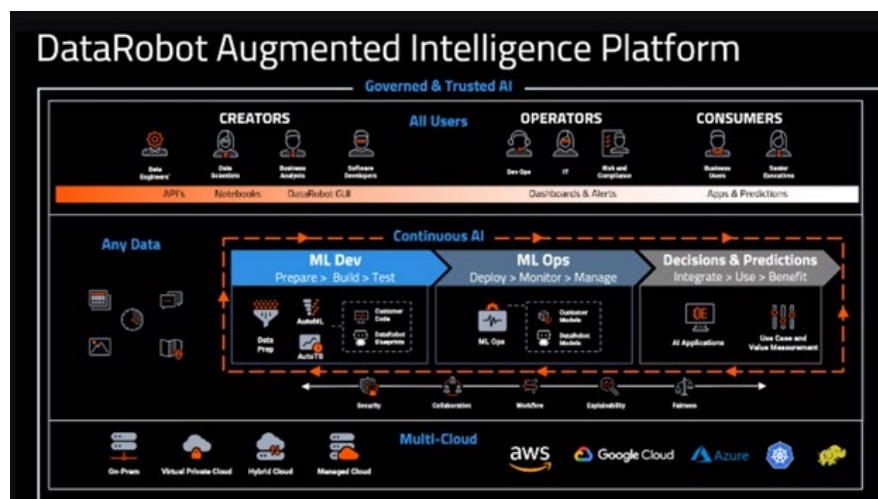 DataRobot Augmented Intelligence Platform
Governed & Trusted AI
CREATORS
All Users
OPERATORS
CONSUMERS
Data Engineers'
Data Scientists
Business Analysts
Software Developers
Dev Ops
IT
Risk and Compliance
Business Users
Senior Executives
API's
Notebooks
DataRobot GUI
Dashboards & Alerts
Apps & Predictions
Any Data
Continuous AI
ML Dev
Prepare > Build > Test
ML Ops
Deploy > Monitor > Manage
Decisions & Predictions
Integrate > Use > Benefit
Data Prep
AutoML
AutoTS
Customer Code
DataRobot Blueprints
ML Ops
Customer Models
DataRobot Models
AI Applications
Use Case and
Value Measurement
Security
Collaboration
Workflow
Explainability
Fairness
Multi-Cloud
On-Prem
Virtual Private Cloud
Hybrid Cloud
Managed Cloud
aws
Google Cloud
Azure